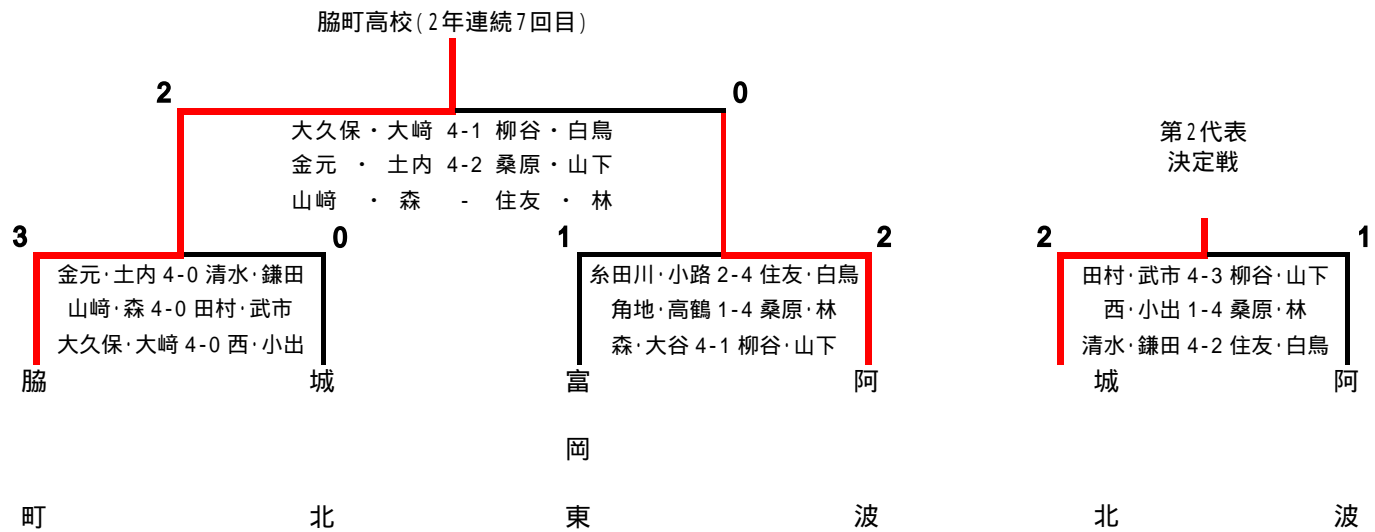 脇町高校(2年連続7回目)
2 0
大久保・大﨑 4-1 柳谷・白鳥
金元 ・ 土内 4-2 桑原・山下
山﨑 ・ 森 - 住友 ・ 林
第2代表
決定戦
3 0
金元・土内 4-0 清水・鎌田
山﨑・森 4-0 田村・武市
大久保・大﨑 4-0 西・小出
1 2
糸田川・小路 2-4 住友・白鳥
角地・高鶴 1-4 桑原・林
森・大谷 4-1 柳谷・山下
2 1
田村・武市 4-3 柳谷・山下
西・小出 1-4 桑原・林
清水・鎌田 4-2 住友・白鳥
脇町
城北
富岡東
阿波
城北
阿波